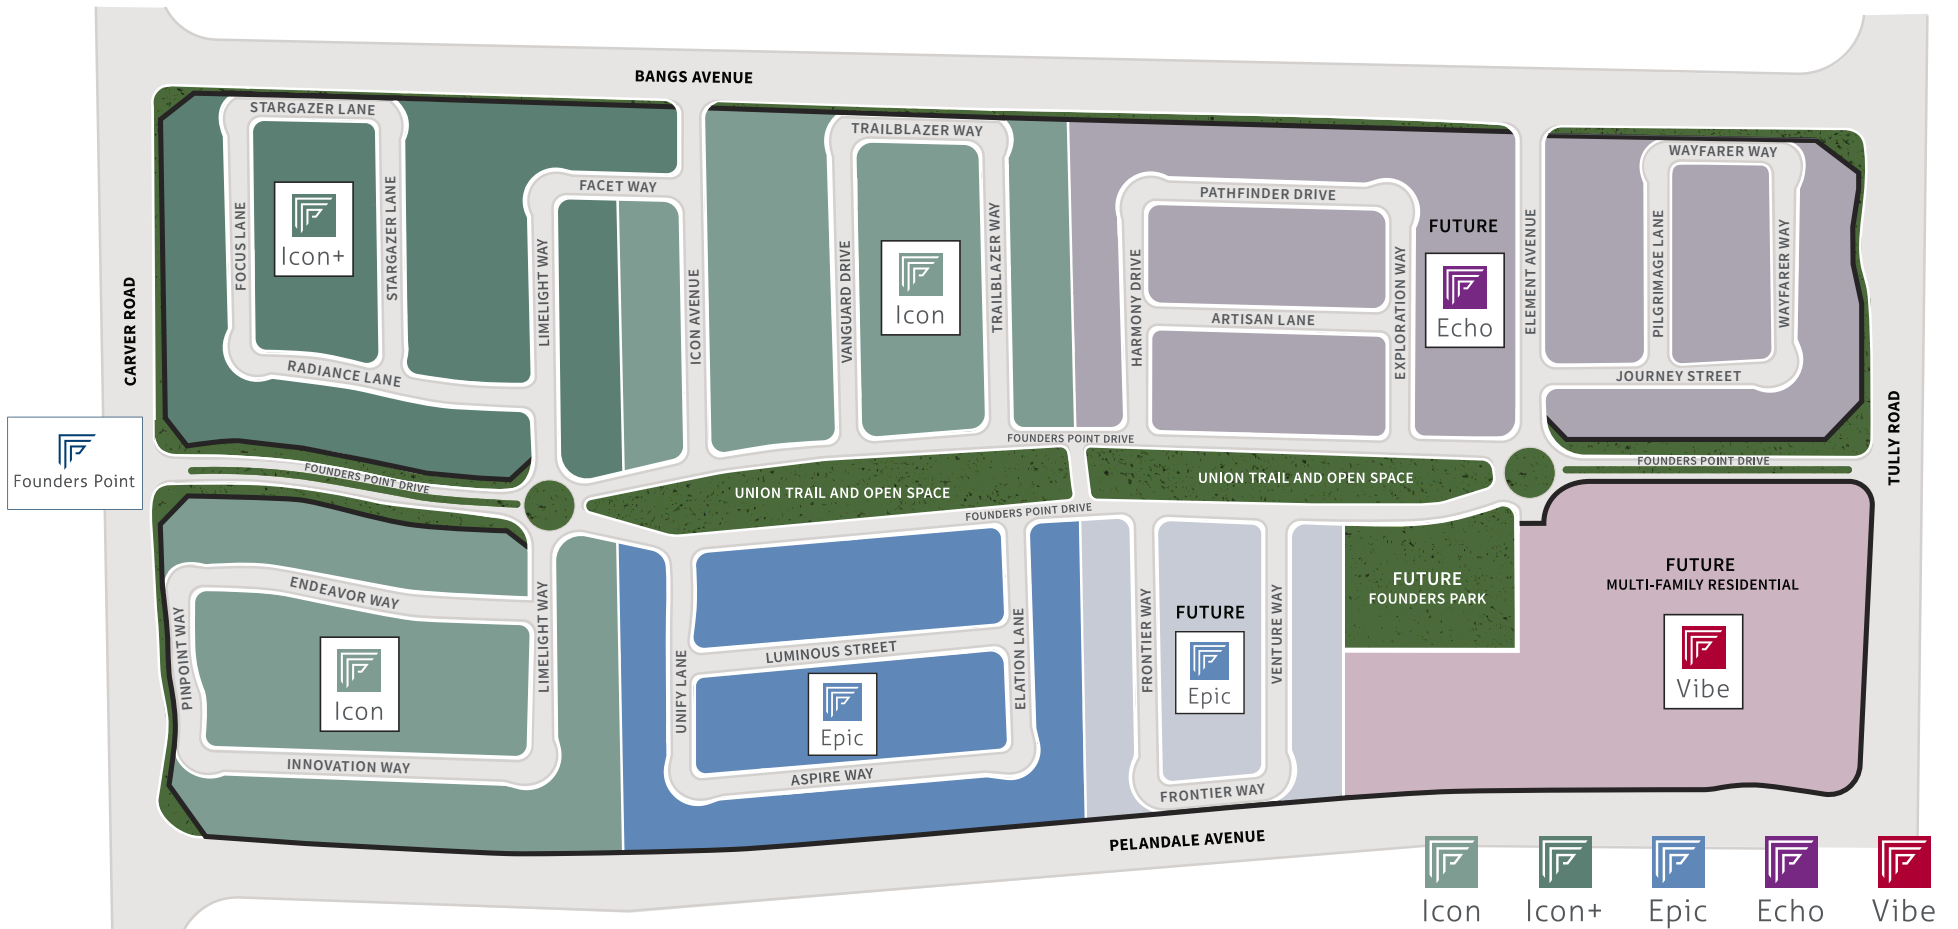 BANGS AVENUE
STARGAZER LANE
TRAILBLAZER WAY
WAYFARER WAY
FACET WAY
PATHFINDER DRIVE
FOCUS LANE
STARGAZER LANE
Icon+
LIMELIGHT WAY
ICON AVENUE
VANGUARD DRIVE
Icon
TRAILBLAZER WAY
HARMONY DRIVE
ARTISAN LANE
EXPLORATION WAY
FUTURE
Echo
ELEMENT AVENUE
PILGRIMAGE LANE
WAYFARER WAY
CARVER ROAD
RADIANCE LANE
JOURNEY STREET
TULLY ROAD
Founders Point
FOUNDERS POINT DRIVE
FOUNDERS POINT DRIVE
FOUNDERS POINT DRIVE
UNION TRAIL AND OPEN SPACE
UNION TRAIL AND OPEN SPACE
FOUNDERS POINT DRIVE
ENDEAVOR WAY
PINPOINT WAY
Icon
LIMELIGHT WAY
INNOVATION WAY
UNIFY LANE
LUMINOUS STREET
Epic
ELATION LANE
ASPIRE WAY
FRONTIER WAY
FUTURE
Epic
VENTURE WAY
FRONTIER WAY
FUTURE
FOUNDERS PARK
FUTURE
MULTI-FAMILY RESIDENTIAL
Vibe
PELANDALE AVENUE
Icon
Icon+
Epic
Echo
Vibe